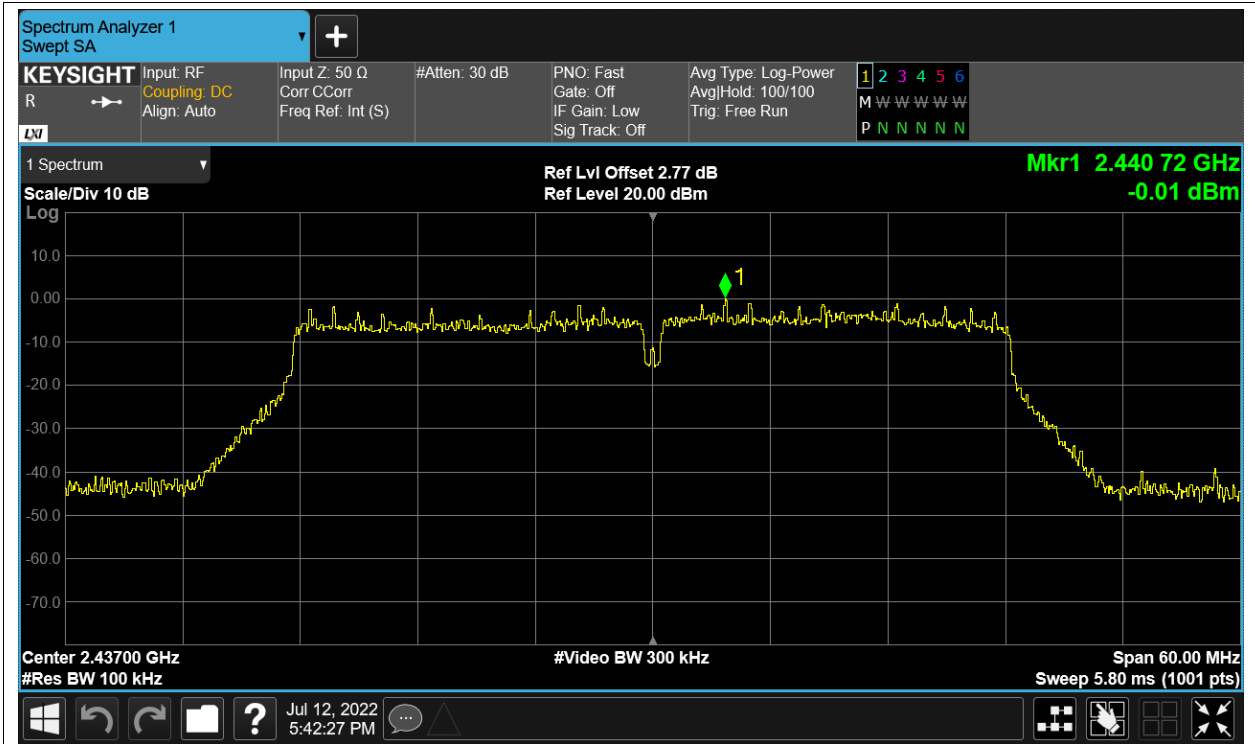 Spectrum Analyzer 1
Swept SA
KEYSIGHT
R
LXI
Input: RF
Coupling: DC
Align: Auto
Input Z: 50 Ω
Corr CCorr
Freq Ref: Int (S)
#Atten: 30 dB
PNO: Fast
Gate: Off
IF Gain: Low
Sig Track: Off
Avg Type: Log-Power
Avg|Hold: 100/100
Trig: Free Run
1 2 3 4 5 6
M W W W W W
P N N N N N
1 Spectrum
Scale/Div 10 dB
Ref Lvl Offset 2.77 dB
Ref Level 20.00 dBm
Mkr1 2.440 72 GHz
-0.01 dBm
Log
10.0
0.00
-10.0
-20.0
-30.0
-40.0
-50.0
-60.0
-70.0
1
Center 2.43700 GHz
#Res BW 100 kHz
#Video BW 300 kHz
Span 60.00 MHz
Sweep 5.80 ms (1001 pts)
?
Jul 12, 2022
5:42:27 PM